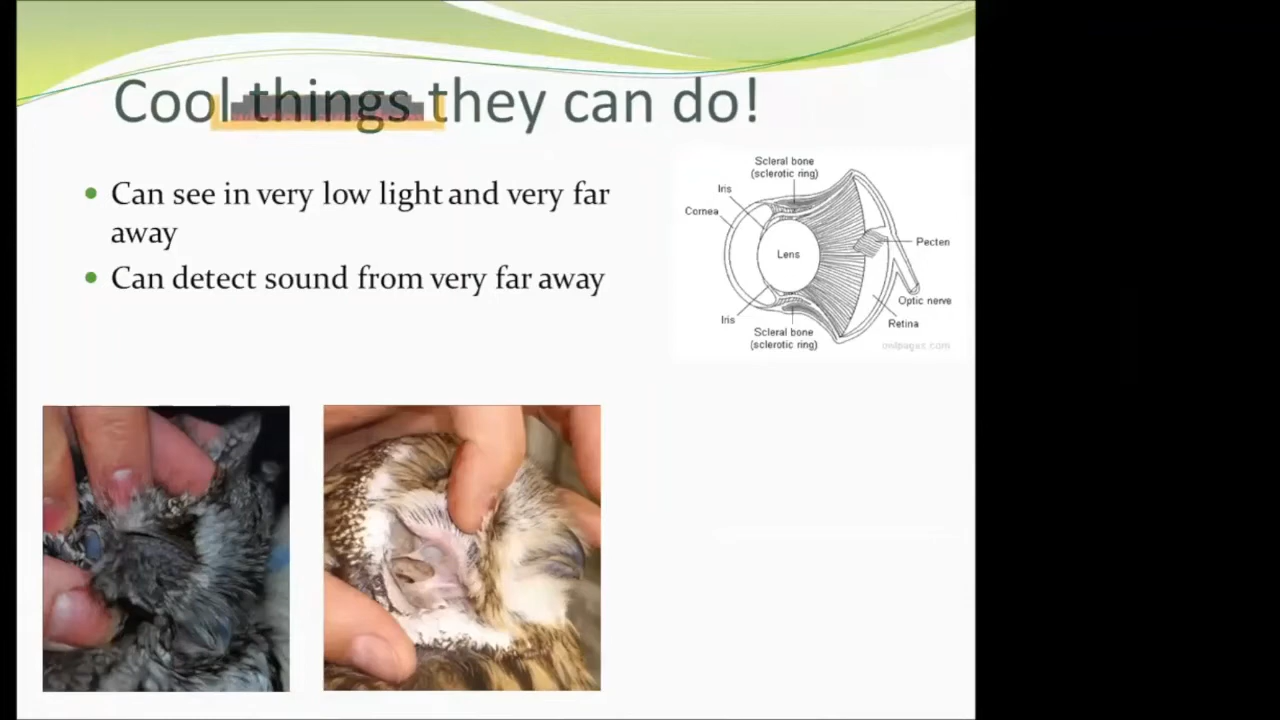 Cool things they can do!
Can see in very low light and very far
away
Can detect sound from very far away
Scleral bone
(sclerotic ring)
Iris
Cornea
Lens
Pecten
Optic nerve
Iris
Retina
Scleral bone
(sclerotic ring)
owlpages.com